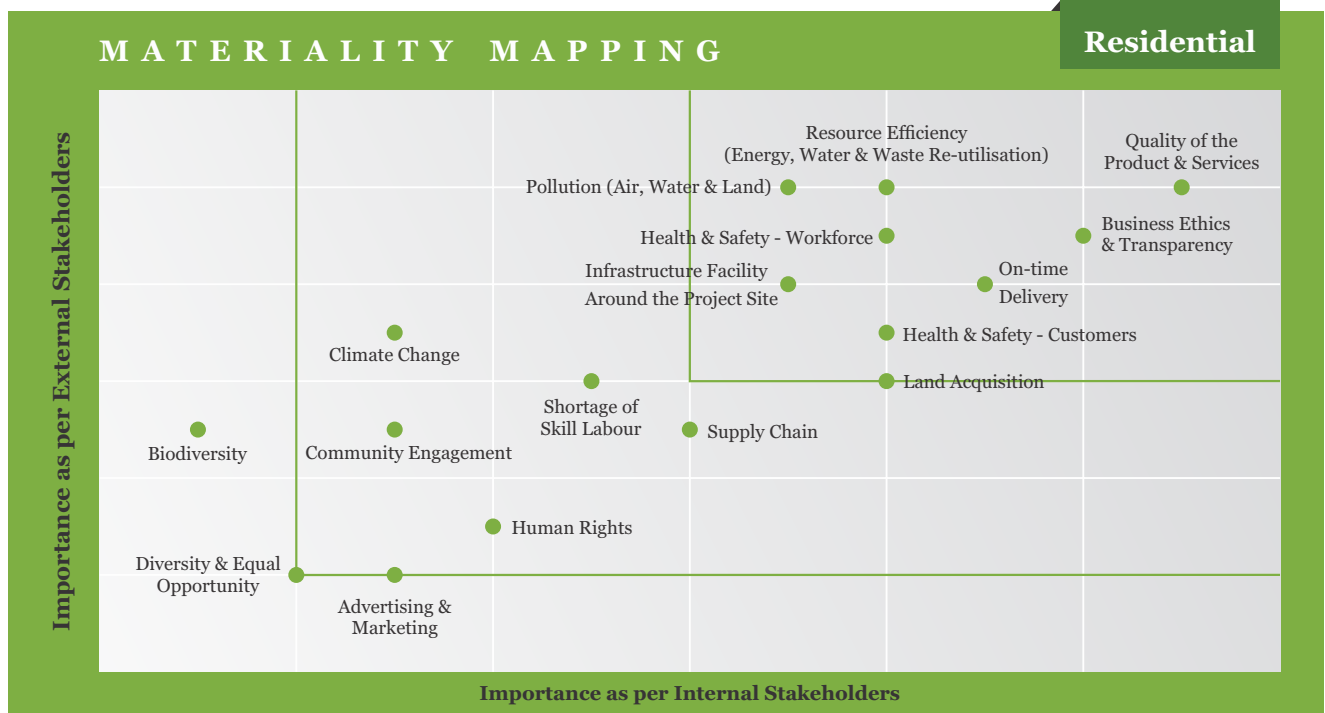 MATERIALITY MAPPING
Residential
Importance as per External Stakeholders
Resource Efficiency
(Energy, Water & Waste Re-utilisation)
Quality of the
Product & Services
Pollution (Air, Water & Land)
Health & Safety - Workforce
Business Ethics
& Transparency
Infrastructure Facility
Around the Project Site
On-time
Delivery
Climate Change
Health & Safety - Customers
Land Acquisition
Shortage of
Skill Labour
Supply Chain
Biodiversity
Community Engagement
Human Rights
Diversity & Equal
Opportunity
Advertising &
Marketing
Importance as per Internal Stakeholders